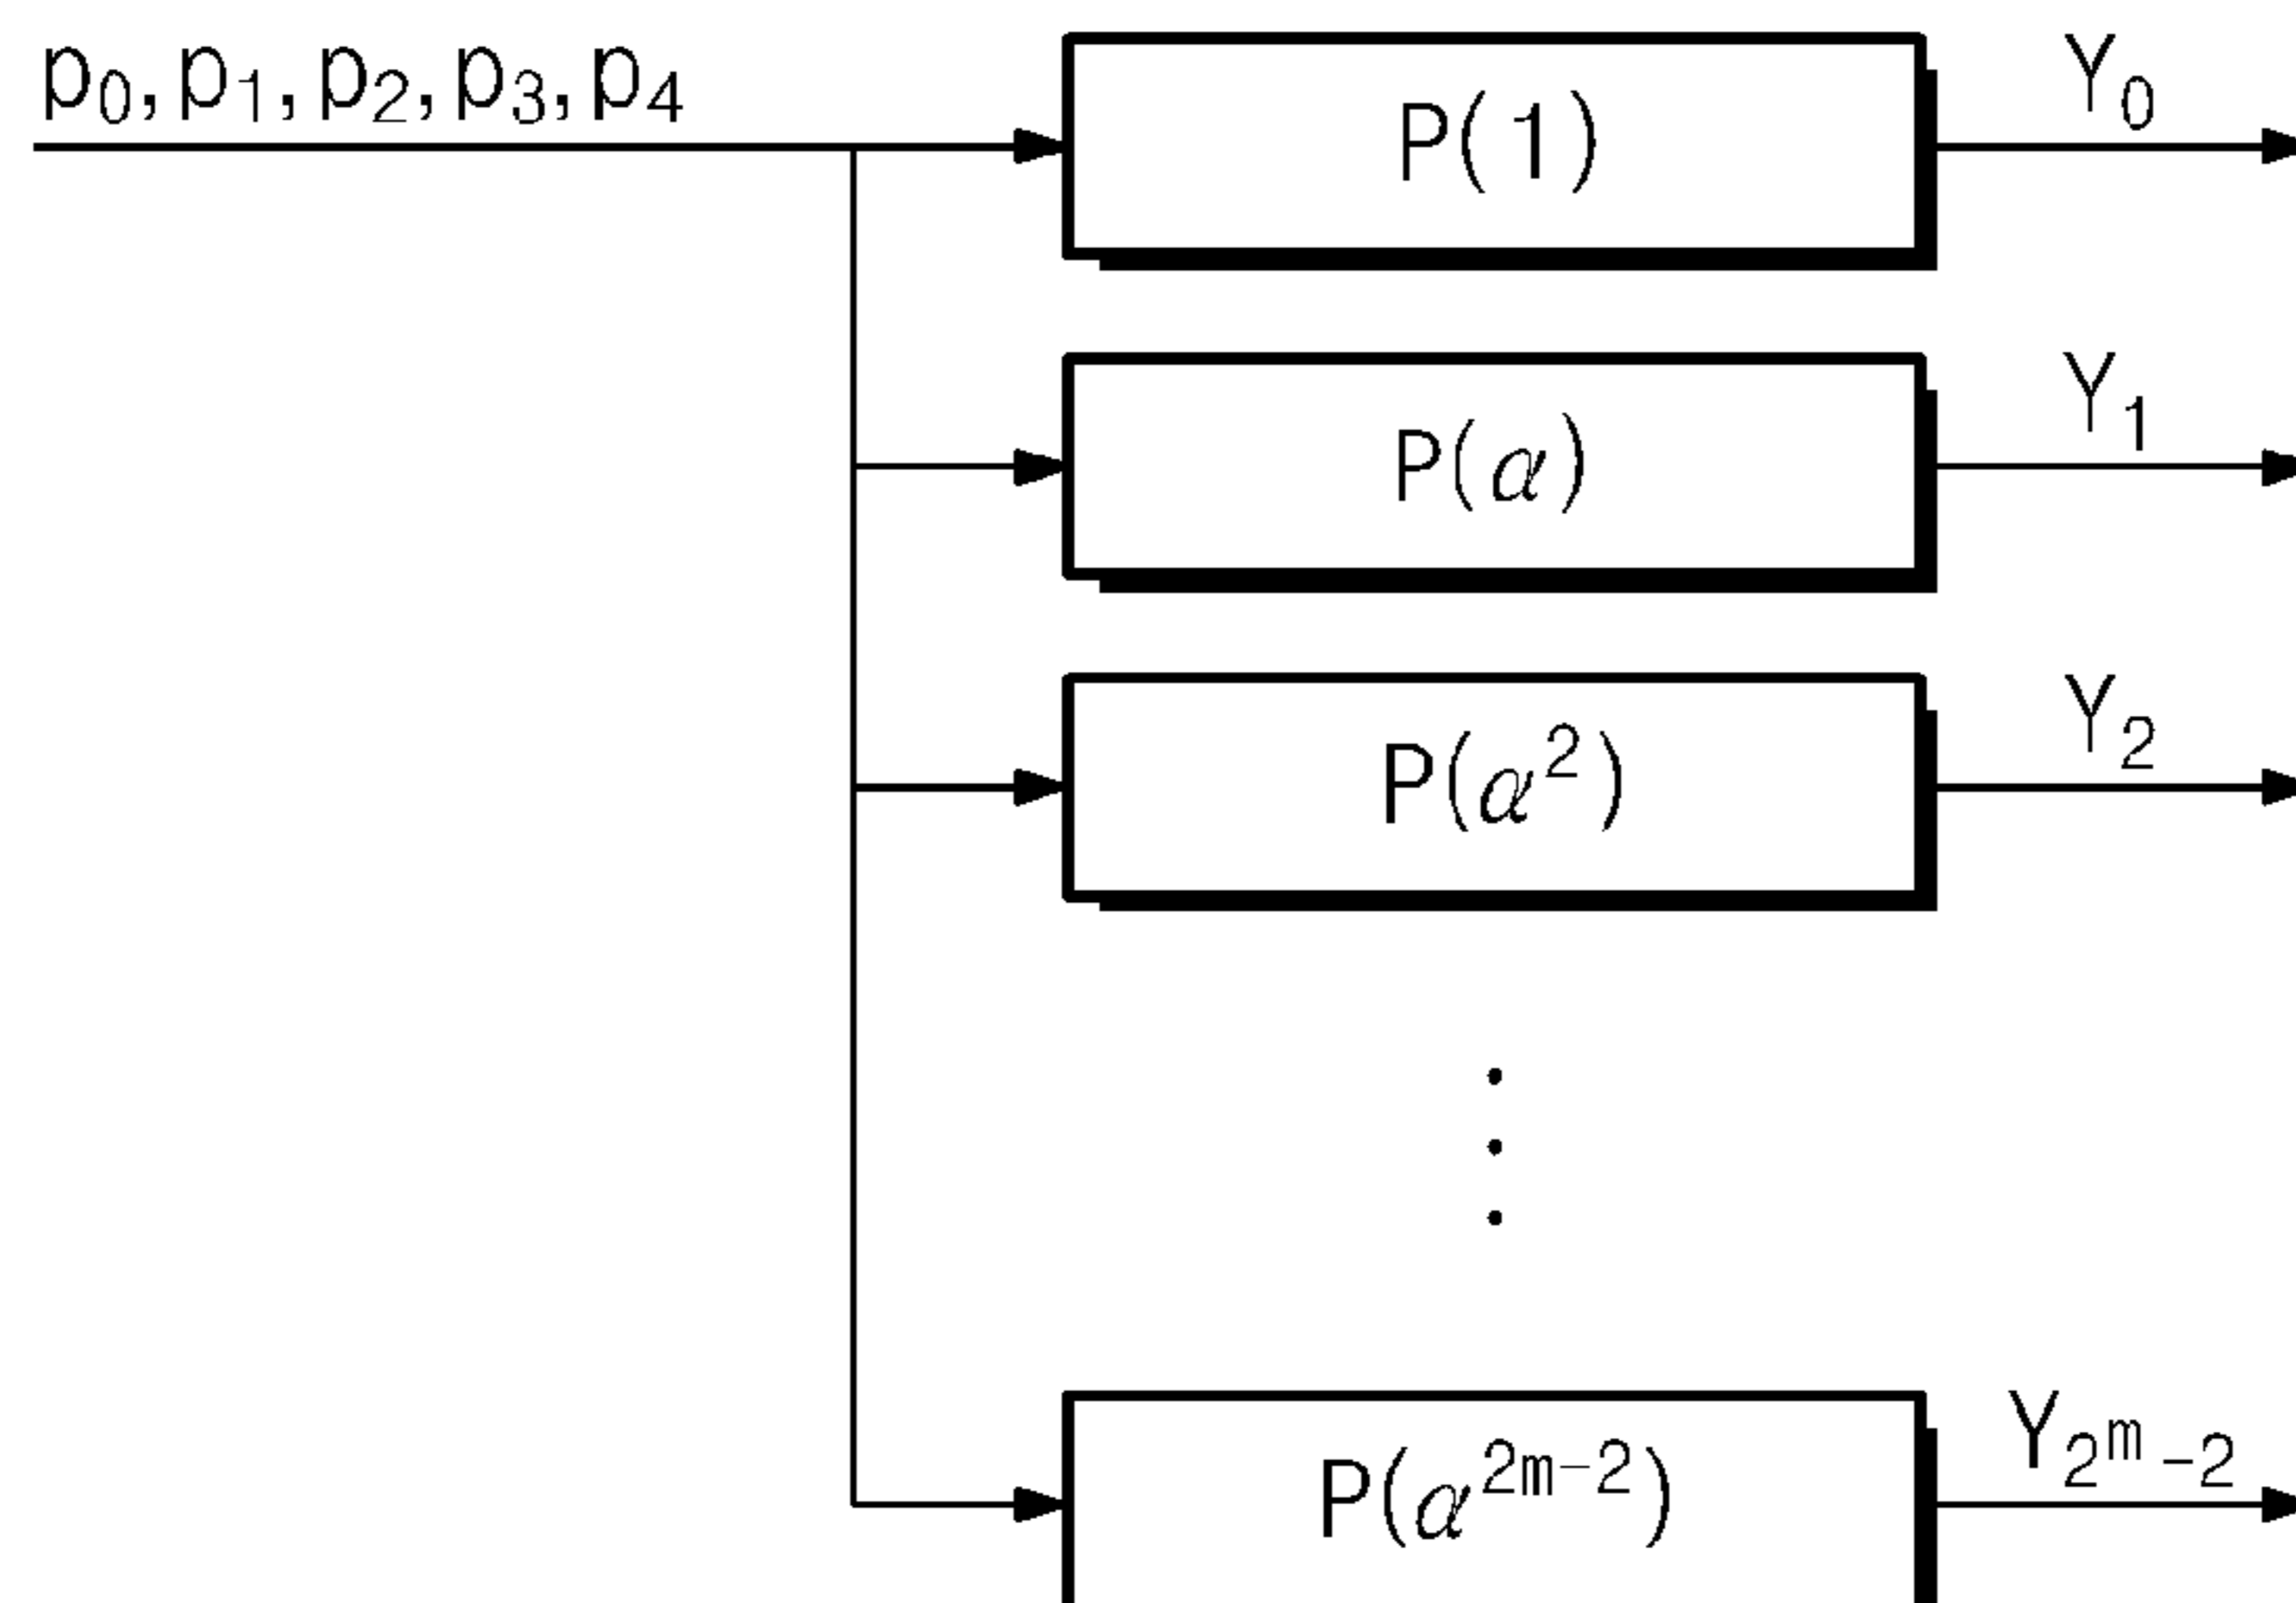 p₀,p₁,p₂,p₃,p₄
P(1)
Y₀
P(α)
Y₁
P(α²)
Y₂
P(α²ᵐ⁻²)
Y₂ᵐ₋₂